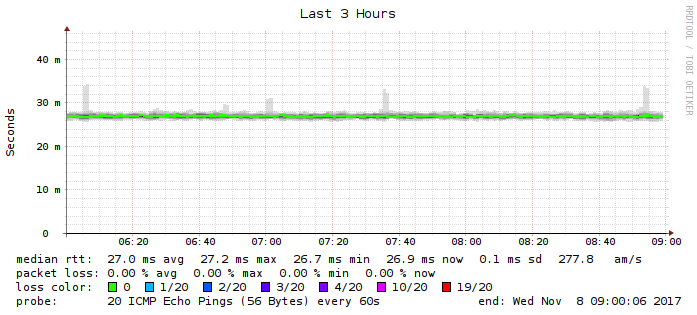 Last 3 Hours
RRDTOOL / TOBI OETIKER
Seconds
40 m
30 m
20 m
10 m
0
06:20 06:40 07:00 07:20 07:40 08:00 08:20 08:40 09:00
median rtt: 27.0 ms avg 27.2 ms max 26.7 ms min 26.9 ms now 0.1 ms sd 277.8 am/s
packet loss: 0.00 % avg 0.00 % max 0.00 % min 0.00 % now
loss color: 0 1/20 2/20 3/20 4/20 10/20 19/20
probe: 20 ICMP Echo Pings (56 Bytes) every 60s end: Wed Nov 8 09:00:06 2017